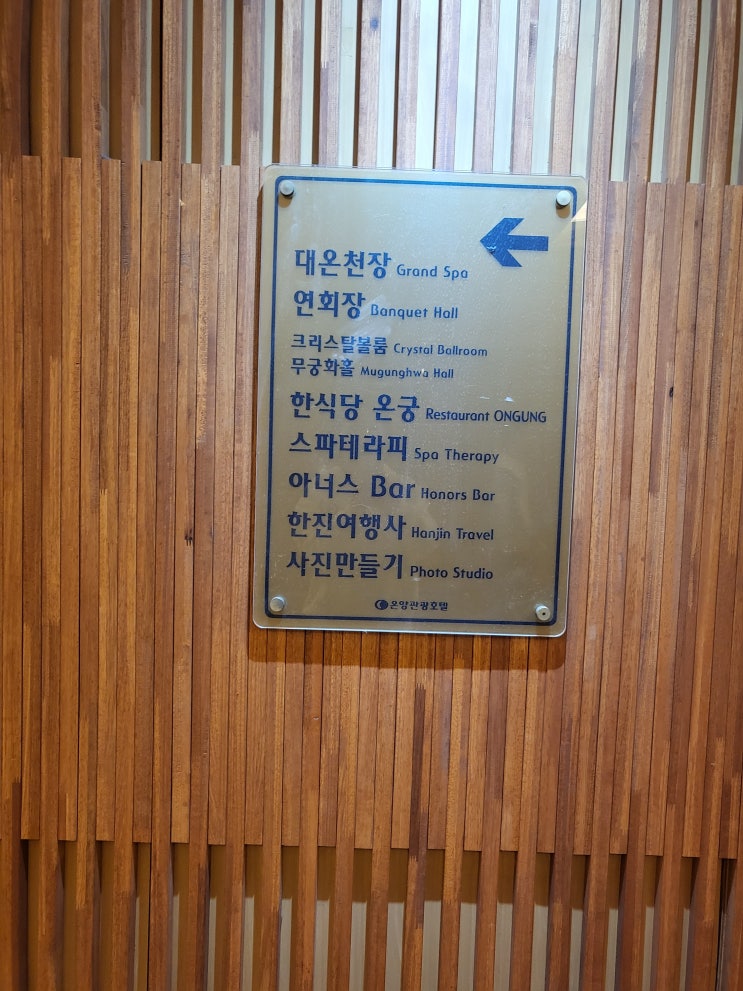 대온천장 Grand Spa
연회장 Banquet Hall
크리스탈볼룸 Crystal Ballroom
무궁화홀 Mugunghwa Hall
한식당 온궁 Restaurant ONGUNG
스파테라피 Spa Therapy
아너스 Bar Honors Bar
한진여행사 Hanjin Travel
사진만들기 Photo Studio
온양관광호텔